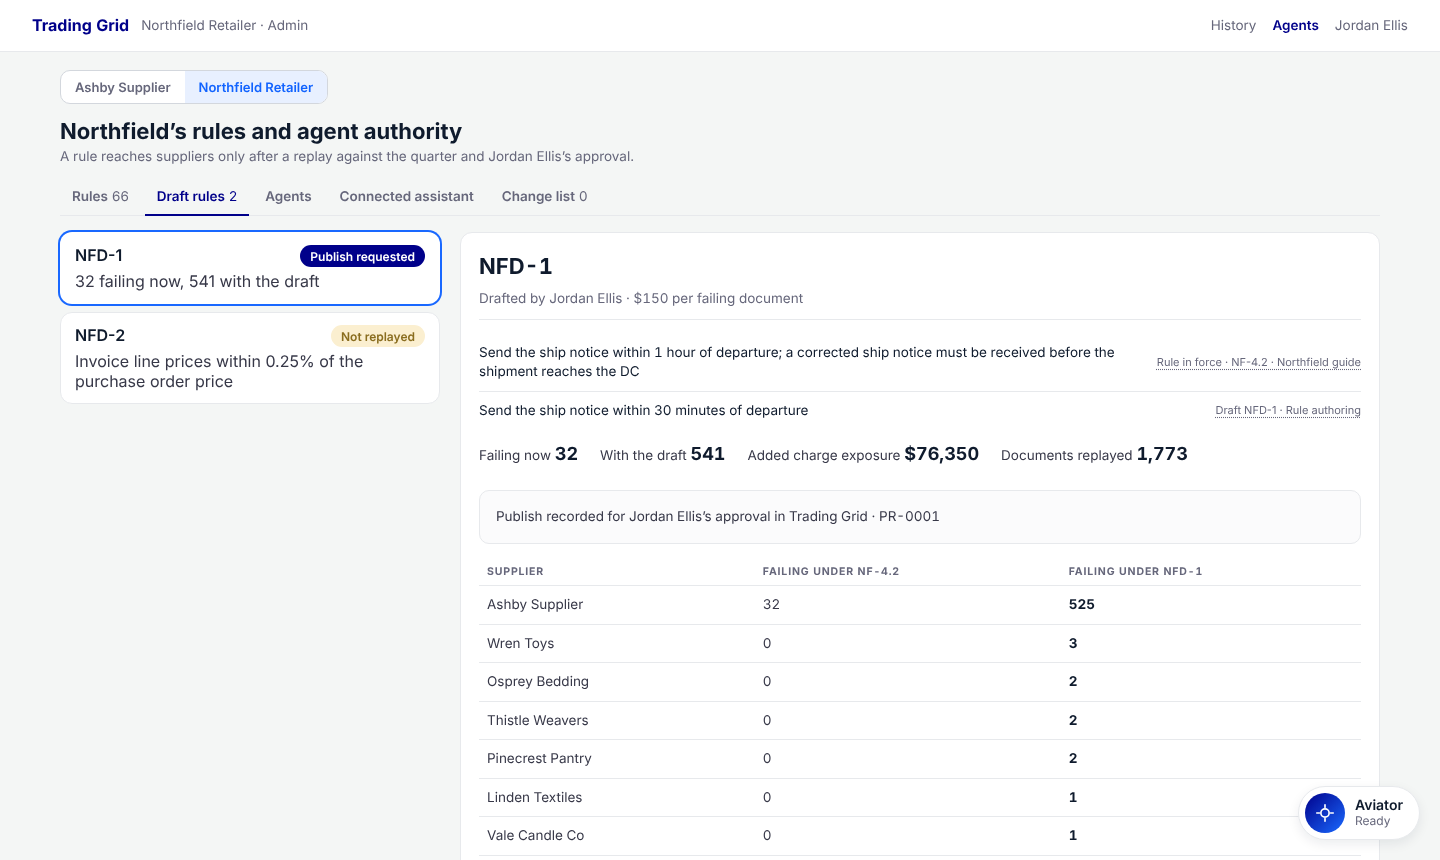 Trading Grid Northfield Retailer · Admin History Agents Jordan Ellis
Ashby Supplier Northfield Retailer
Northfield’s rules and agent authority
A rule reaches suppliers only after a replay against the quarter and Jordan Ellis’s approval.
Rules 66 Draft rules 2 Agents Connected assistant Change list 0
NFD-1 Publish requested
32 failing now, 541 with the draft
NFD-2 Not replayed
Invoice line prices within 0.25% of the
purchase order price
NFD-1
Drafted by Jordan Ellis · $150 per failing document
Send the ship notice within 1 hour of departure; a corrected ship notice must be received before the
shipment reaches the DC
Rule in force · NF-4.2 · Northfield guide
Send the ship notice within 30 minutes of departure Draft NFD-1 · Rule authoring
Failing now 32 With the draft 541 Added charge exposure $76,350 Documents replayed 1,773
Publish recorded for Jordan Ellis’s approval in Trading Grid · PR-0001
SUPPLIER FAILING UNDER NF-4.2 FAILING UNDER NFD-1
Ashby Supplier 32 525
Wren Toys 0 3
Osprey Bedding 0 2
Thistle Weavers 0 2
Pinecrest Pantry 0 2
Linden Textiles 0 1
Vale Candle Co 0 1
Aviator
Ready